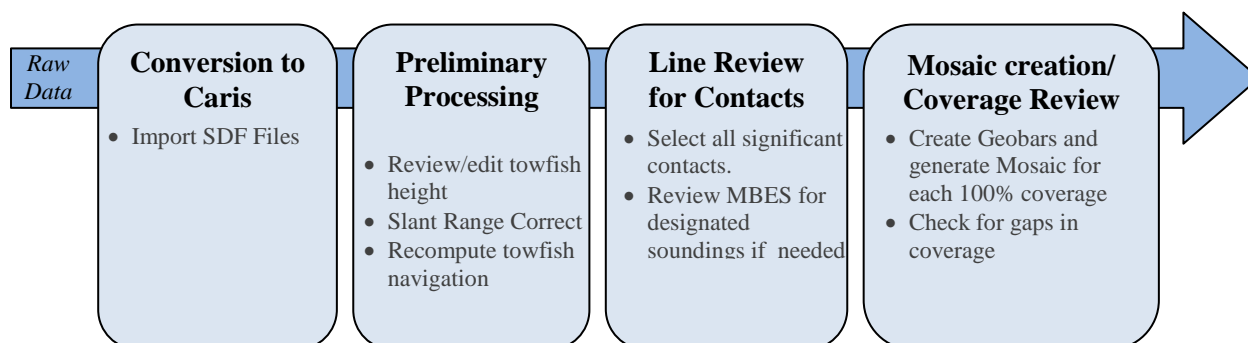 Raw
Data
Conversion to
Caris
• Import SDF Files
Preliminary
Processing
• Review/edit towfish
height
• Slant Range Correct
• Recompute towfish
navigation
Line Review
for Contacts
• Select all significant
contacts.
• Review MBES for
designated
soundings if needed
Mosaic creation/
Coverage Review
• Create Geobars and
generate Mosaic for
each 100% coverage
• Check for gaps in
coverage